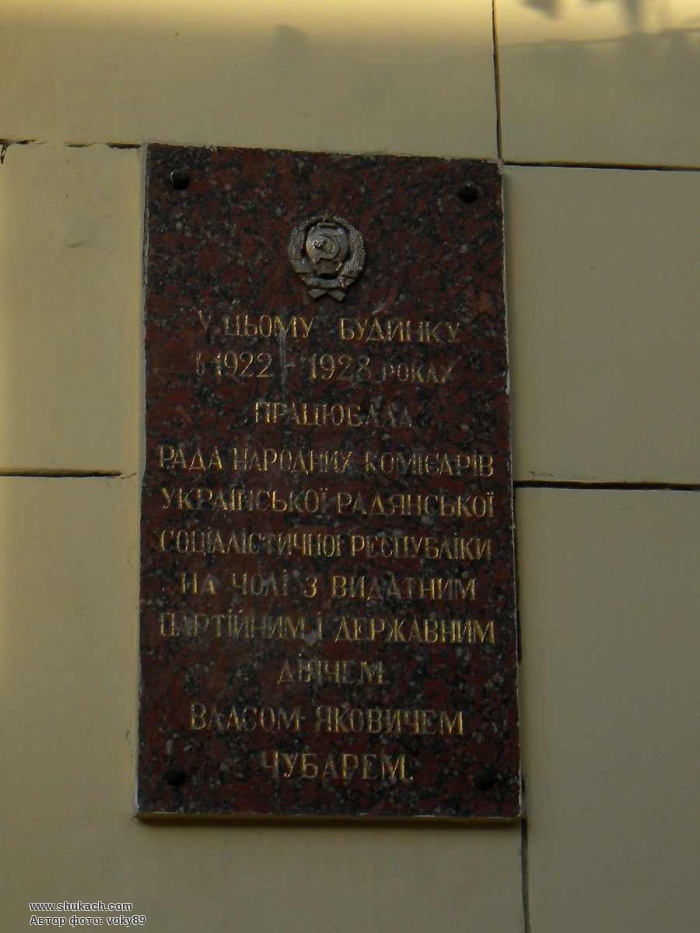 У ЦЬОМУ БУДИНКУ
1922 - 1928 РОКАХ
ПРАЦЮВАЛА
РАДА НАРОДНИХ КОМІСАРІВ
УКРАЇНСЬКОЇ РАДЯНСЬКОЇ
СОЦІАЛІСТИЧНОЇ РЕСПУБЛІКИ
НА ЧОЛІ З ВИДАТНИМ
ПАРТІЙНИМ І ДЕРЖАВНИМ
ДІЯЧЕМ
ВЛАСОМ ЯКОВИЧЕМ
ЧУБАРЕМ.
www.shukach.com
Автор фото: voky89